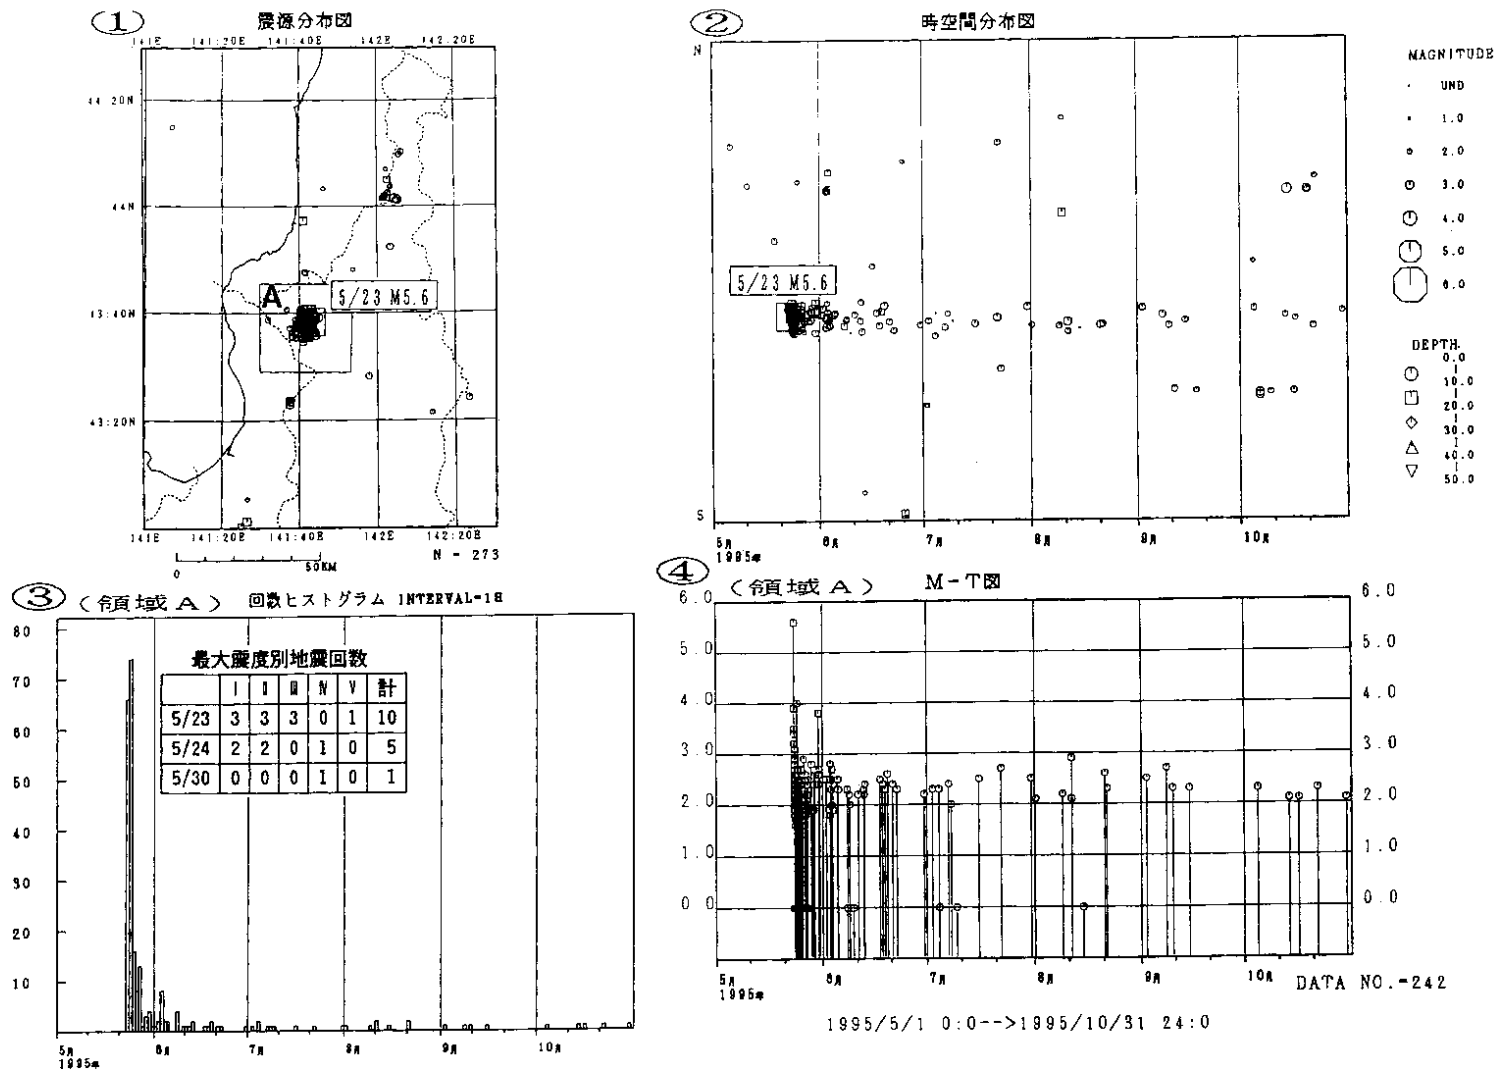 ① 震源分布図
141E 141:20E 141:40E 142E 142:20E
44:20N
44N
43:40N
43:20N
A
5/23 M5.6
141E 141:20E 141:40E 142E 142:20E
N - 273
0 50KM
② 時空間分布図
N
5/23 M5.6
S
5月 6月 7月 8月 9月 10月
1995年
MAGNITUDE
UND
1.0
2.0
3.0
4.0
5.0
6.0
DEPTH
0.0
10.0
20.0
30.0
40.0
50.0
③ (領域A) 回数ヒストグラム INTERVAL=1日
80
70
60
50
40
30
20
10
最大震度別地震回数
Ⅰ Ⅱ Ⅲ Ⅳ Ⅴ 計
5/23 3 3 3 0 1 10
5/24 2 2 0 1 0 5
5/30 0 0 0 1 0 1
5月 6月 7月 8月 9月 10月
1995年
④ (領域A) M-T図
6.0 6.0
5.0 5.0
4.0 4.0
3.0 3.0
2.0 2.0
1.0 1.0
0.0 0.0
5月 6月 7月 8月 9月 10月
1995年
DATA NO.=242
1995/5/1 0:0-->1995/10/31 24:0